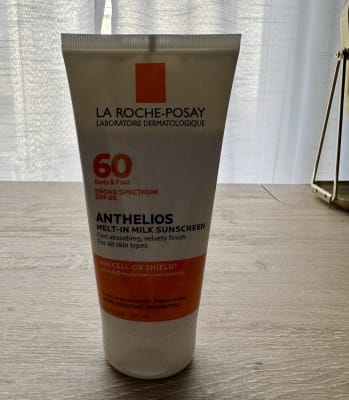 LA ROCHE-POSAY
LABORATOIRE DERMATOLOGIQUE
60
Body & Face
BROAD SPECTRUM
SPF 60
ANTHELIOS
MELT-IN MILK SUNSCREEN
Fast absorbing, velvety finish
For all skin types
with CELL-OX SHIELD®